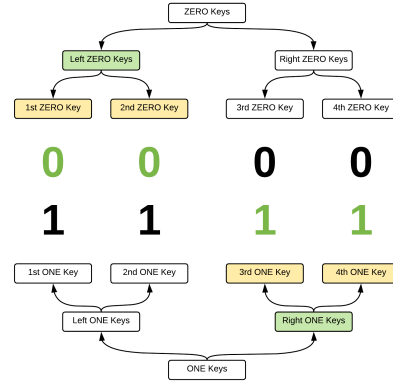 ZERO Keys
Left ZERO Keys
Right ZERO Keys
1st ZERO Key
2nd ZERO Key
3rd ZERO Key
4th ZERO Key
0 0 0 0
1 1 1 1
1st ONE Key
2nd ONE Key
3rd ONE Key
4th ONE Key
Left ONE Keys
Right ONE Keys
ONE Keys